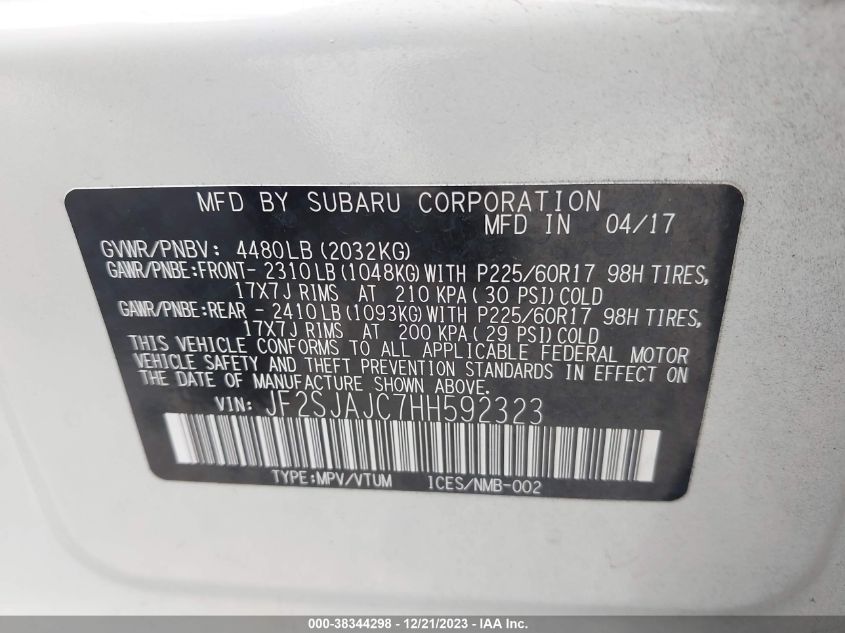 MFD BY SUBARU CORPORATION
MFD IN 04/17
GVWR/PNBV: 4480LB (2032KG)
GAWR/PNBE:FRONT- 2310LB (1048KG) WITH P225/60R17 98H TIRES,
17X7J RIMS AT 210 KPA (30 PSI) COLD
GAWR/PNBE:REAR - 2410LB (1093KG) WITH P225/60R17 98H TIRES,
17X7J RIMS AT 200 KPA (29 PSI) COLD
THIS VEHICLE CONFORMS TO ALL APPLICABLE FEDERAL MOTOR
VEHICLE SAFETY AND THEFT PREVENTION STANDARDS IN EFFECT ON
THE DATE OF MANUFACTURE SHOWN ABOVE.
VIN: JF2SJAJC7HH592323
TYPE:MPV/VTUM ICES/NMB-002
000-38344298 - 12/21/2023 - IAA Inc.